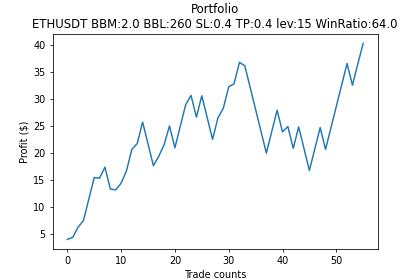 Portfolio
ETHUSDT BBM:2.0 BBL:260 SL:0.4 TP:0.4 lev:15 WinRatio:64.0
40
35
30
25
20
15
10
5
Profit ($)
0 10 20 30 40 50
Trade counts